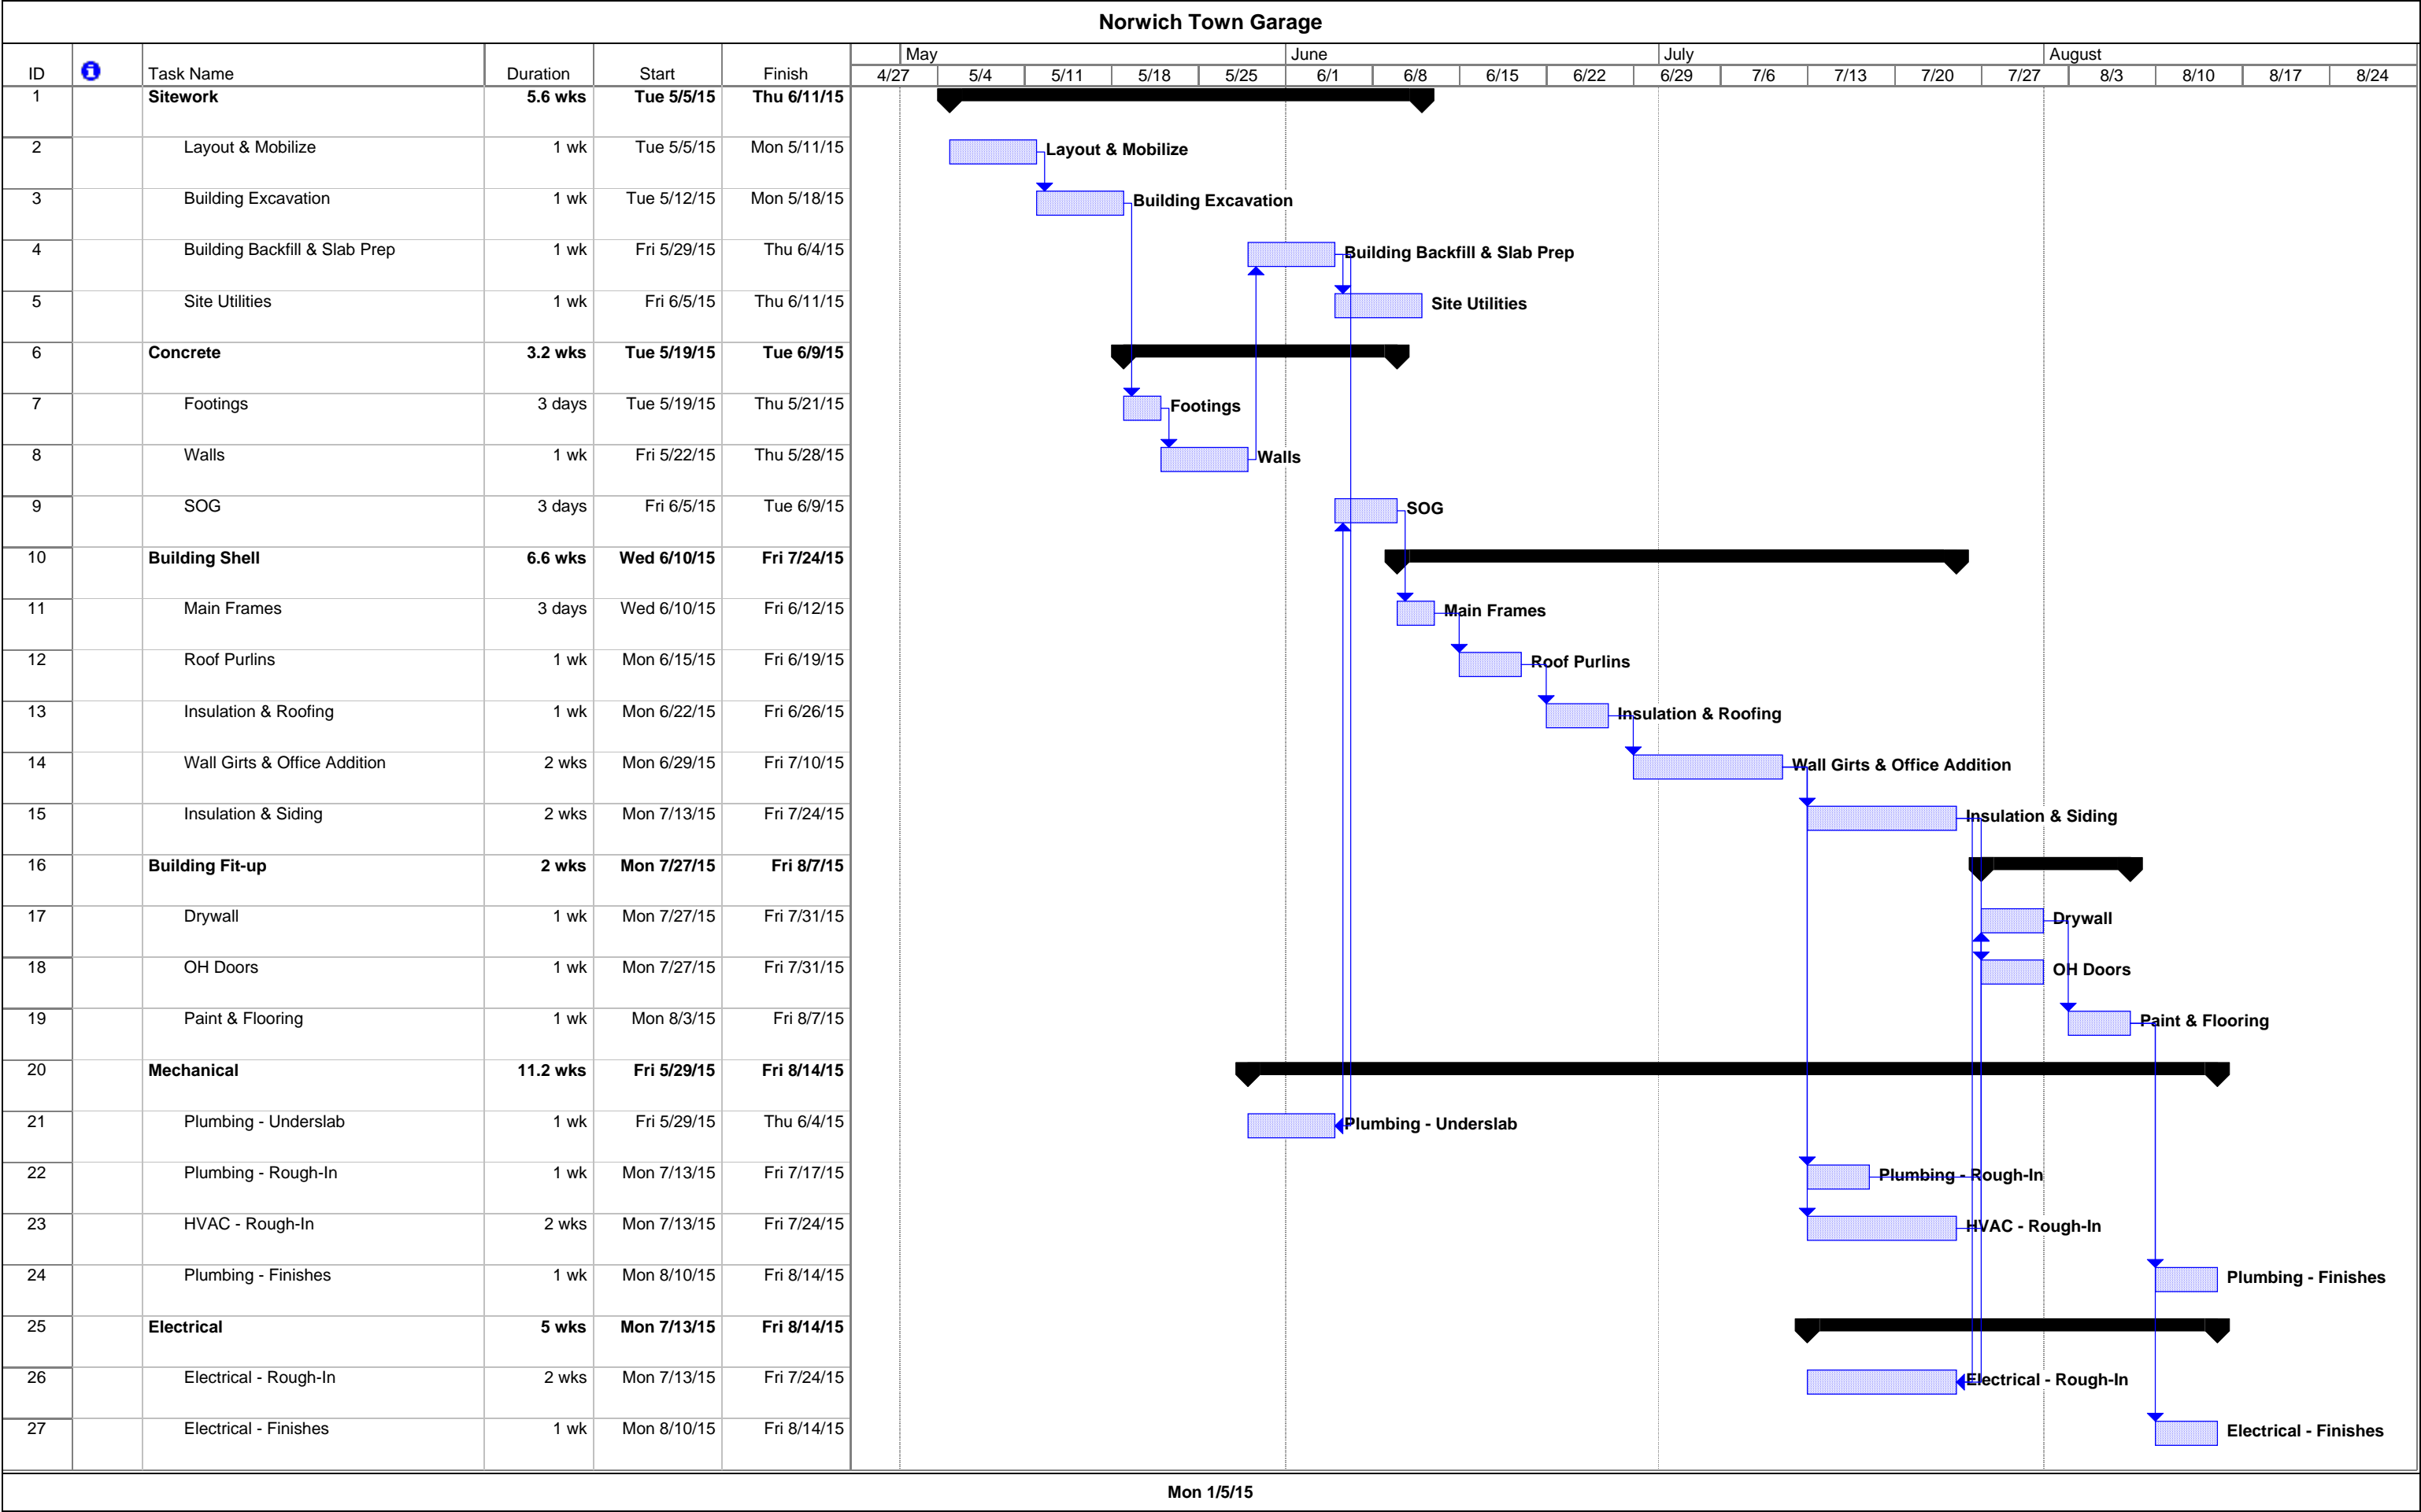 Norwich Town Garage
May June July August
ID i Task Name Duration Start Finish 4/27 5/4 5/11 5/18 5/25 6/1 6/8 6/15 6/22 6/29 7/6 7/13 7/20 7/27 8/3 8/10 8/17 8/24
1 Sitework 5.6 wks Tue 5/5/15 Thu 6/11/15
2 Layout & Mobilize 1 wk Tue 5/5/15 Mon 5/11/15 Layout & Mobilize
3 Building Excavation 1 wk Tue 5/12/15 Mon 5/18/15 Building Excavation
4 Building Backfill & Slab Prep 1 wk Fri 5/29/15 Thu 6/4/15 Building Backfill & Slab Prep
5 Site Utilities 1 wk Fri 6/5/15 Thu 6/11/15 Site Utilities
6 Concrete 3.2 wks Tue 5/19/15 Tue 6/9/15
7 Footings 3 days Tue 5/19/15 Thu 5/21/15 Footings
8 Walls 1 wk Fri 5/22/15 Thu 5/28/15 Walls
9 SOG 3 days Fri 6/5/15 Tue 6/9/15 SOG
10 Building Shell 6.6 wks Wed 6/10/15 Fri 7/24/15
11 Main Frames 3 days Wed 6/10/15 Fri 6/12/15 Main Frames
12 Roof Purlins 1 wk Mon 6/15/15 Fri 6/19/15 Roof Purlins
13 Insulation & Roofing 1 wk Mon 6/22/15 Fri 6/26/15 Insulation & Roofing
14 Wall Girts & Office Addition 2 wks Mon 6/29/15 Fri 7/10/15 Wall Girts & Office Addition
15 Insulation & Siding 2 wks Mon 7/13/15 Fri 7/24/15 Insulation & Siding
16 Building Fit-up 2 wks Mon 7/27/15 Fri 8/7/15
17 Drywall 1 wk Mon 7/27/15 Fri 7/31/15 Drywall
18 OH Doors 1 wk Mon 7/27/15 Fri 7/31/15 OH Doors
19 Paint & Flooring 1 wk Mon 8/3/15 Fri 8/7/15 Paint & Flooring
20 Mechanical 11.2 wks Fri 5/29/15 Fri 8/14/15
21 Plumbing - Underslab 1 wk Fri 5/29/15 Thu 6/4/15 Plumbing - Underslab
22 Plumbing - Rough-In 1 wk Mon 7/13/15 Fri 7/17/15 Plumbing - Rough-In
23 HVAC - Rough-In 2 wks Mon 7/13/15 Fri 7/24/15 HVAC - Rough-In
24 Plumbing - Finishes 1 wk Mon 8/10/15 Fri 8/14/15 Plumbing - Finishes
25 Electrical 5 wks Mon 7/13/15 Fri 8/14/15
26 Electrical - Rough-In 2 wks Mon 7/13/15 Fri 7/24/15 Electrical - Rough-In
27 Electrical - Finishes 1 wk Mon 8/10/15 Fri 8/14/15 Electrical - Finishes
Mon 1/5/15